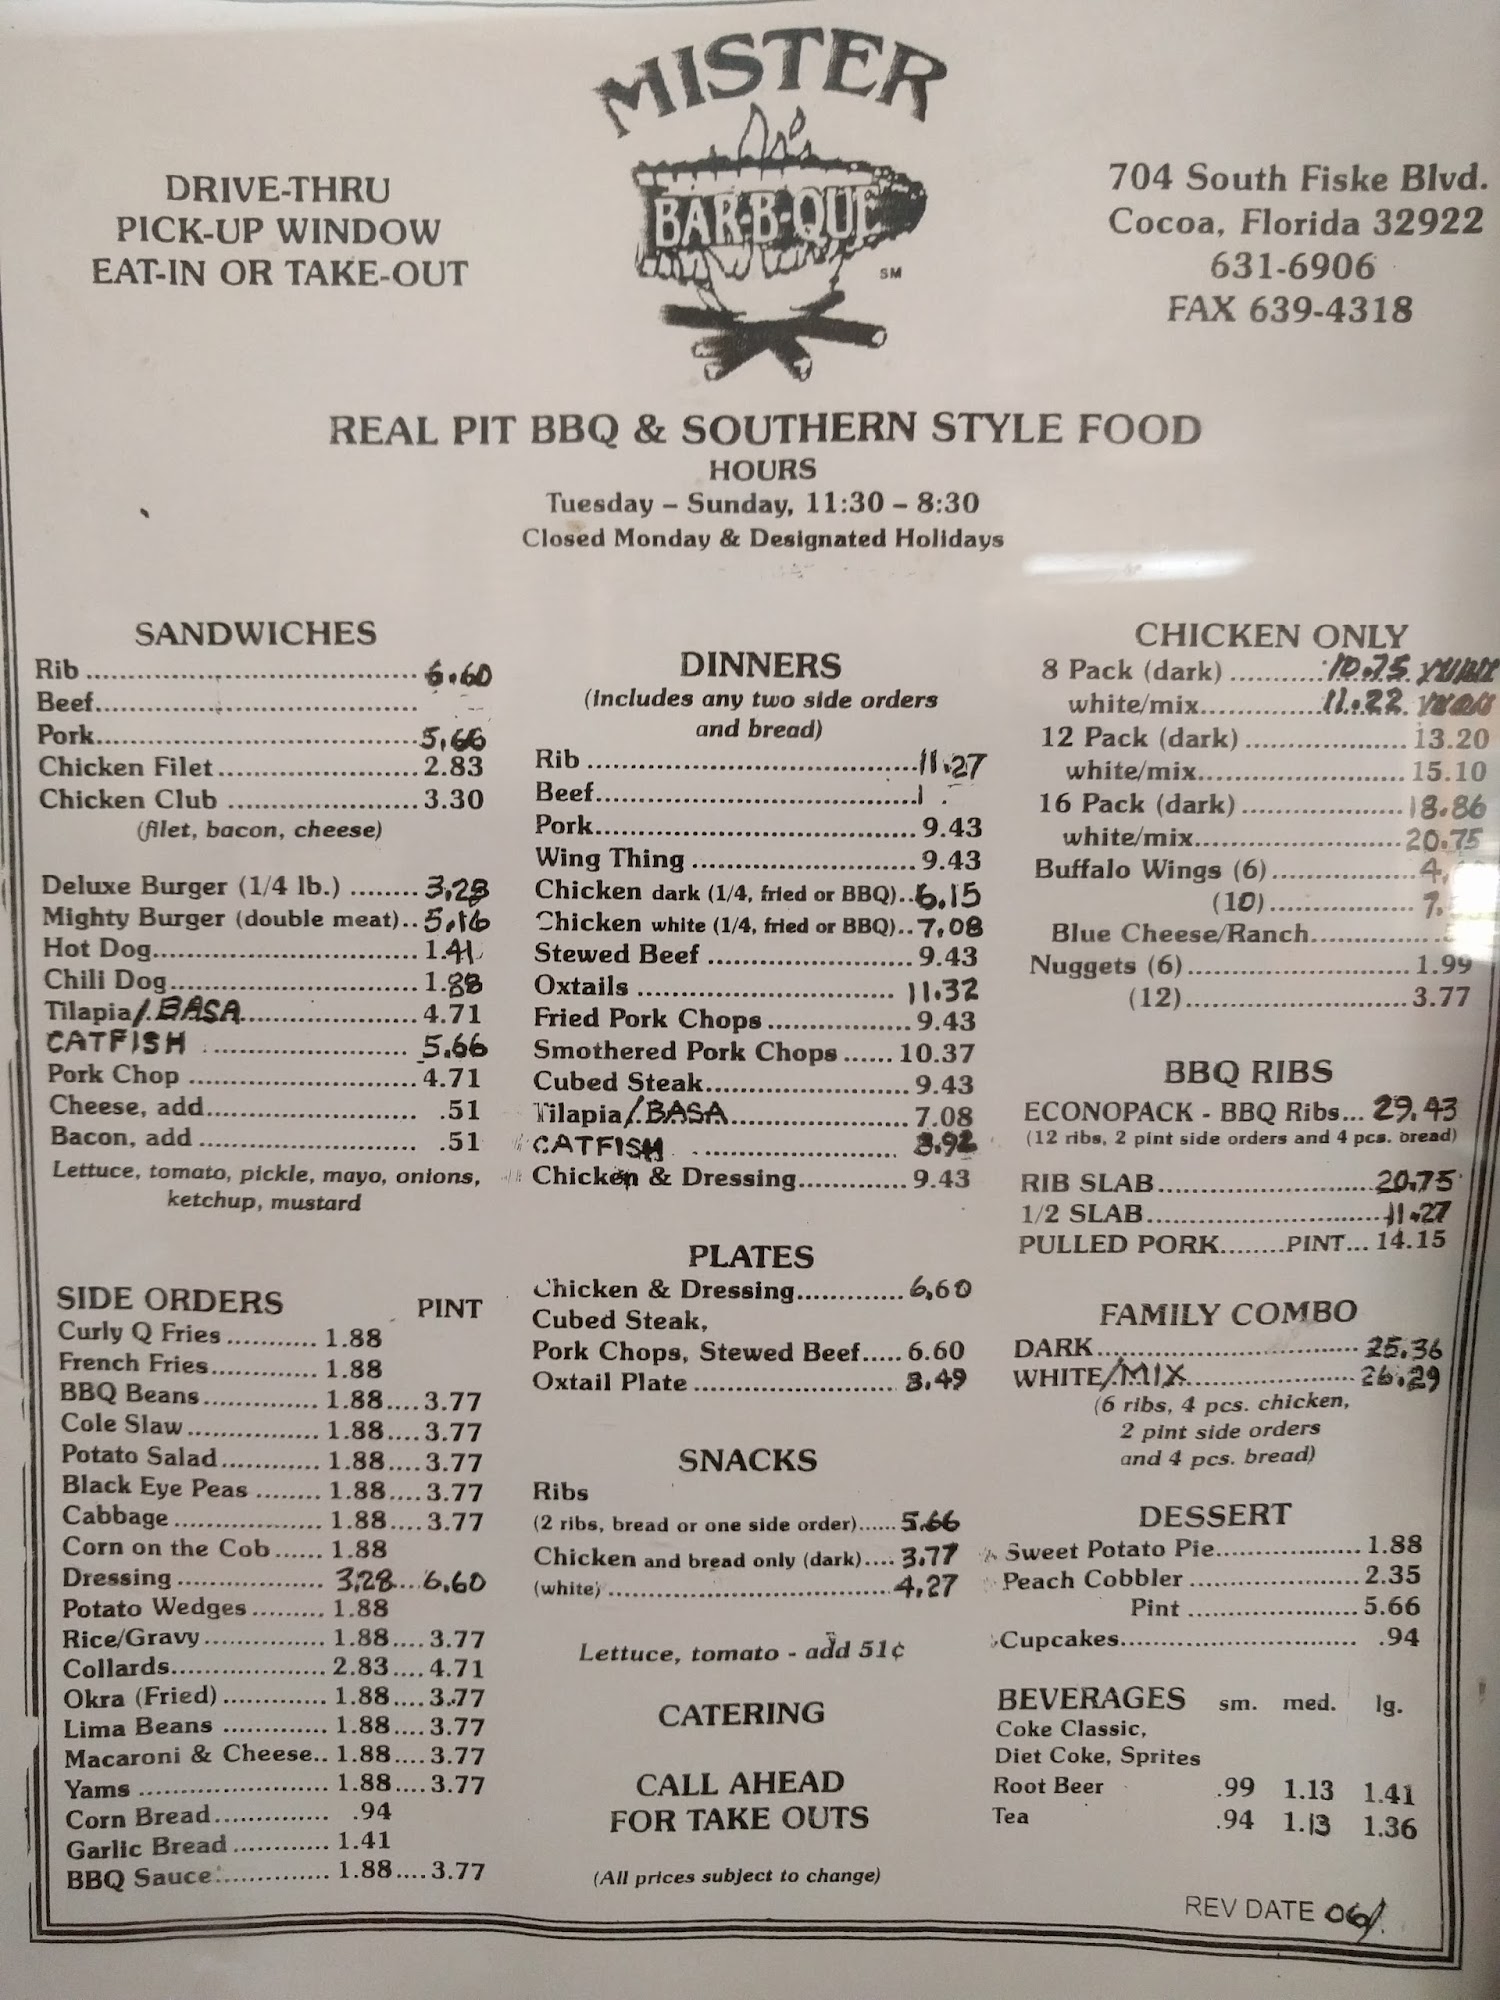 MISTER
BAR-B-QUE
SM
DRIVE-THRU
PICK-UP WINDOW
EAT-IN OR TAKE-OUT
704 South Fiske Blvd.
Cocoa, Florida 32922
631-6906
FAX 639-4318
REAL PIT BBQ & SOUTHERN STYLE FOOD
HOURS
Tuesday – Sunday, 11:30 – 8:30
Closed Monday & Designated Holidays
SANDWICHES
Rib ........ 6.60
Beef........
Pork........ 5.66
Chicken Filet........ 2.83
Chicken Club ........ 3.30
(filet, bacon, cheese)
Deluxe Burger (1/4 lb.) ........ 3.28
Mighty Burger (double meat).. 5.16
Hot Dog........ 1.41
Chili Dog........ 1.88
Tilapia/BASA........ 4.71
CATFISH ........ 5.66
Pork Chop ........ 4.71
Cheese, add........ .51
Bacon, add ........ .51
Lettuce, tomato, pickle, mayo, onions,
ketchup, mustard
SIDE ORDERS PINT
Curly Q Fries ........ 1.88
French Fries........ 1.88
BBQ Beans........ 1.88....3.77
Cole Slaw........ 1.88....3.77
Potato Salad........ 1.88....3.77
Black Eye Peas ........ 1.88....3.77
Cabbage ........ 1.88....3.77
Corn on the Cob...... 1.88
Dressing ........ 3.28....6.60
Potato Wedges ........ 1.88
Rice/Gravy........ 1.88....3.77
Collards........ 2.83....4.71
Okra (Fried) ........ 1.88....3.77
Lima Beans ........ 1.88....3.77
Macaroni & Cheese.. 1.88....3.77
Yams ........ 1.88....3.77
Corn Bread........ .94
Garlic Bread ........ 1.41
BBQ Sauce........ 1.88....3.77
DINNERS
(Includes any two side orders
and bread)
Rib ........ 11.27
Beef........
Pork........ 9.43
Wing Thing ........ 9.43
Chicken dark (1/4, fried or BBQ).. 6.15
Chicken white (1/4, fried or BBQ).. 7.08
Stewed Beef ........ 9.43
Oxtails ........ 11.32
Fried Pork Chops ........ 9.43
Smothered Pork Chops ...... 10.37
Cubed Steak........ 9.43
Tilapia/BASA........ 7.08
CATFISH ........ 8.92
Chicken & Dressing........ 9.43
PLATES
Chicken & Dressing........ 6.60
Cubed Steak,
Pork Chops, Stewed Beef..... 6.60
Oxtail Plate ........ 8.49
SNACKS
Ribs
(2 ribs, bread or one side order)...... 5.66
Chicken and bread only (dark).... 3.77
(white) ........ 4.27
Lettuce, tomato - add 51¢
CATERING
CALL AHEAD
FOR TAKE OUTS
(All prices subject to change)
CHICKEN ONLY
8 Pack (dark) ........ 10.75
white/mix........ 11.22
12 Pack (dark) ........ 13.20
white/mix........ 15.10
16 Pack (dark) ........ 18.86
white/mix........ 20.75
Buffalo Wings (6)........
(10)........
Blue Cheese/Ranch........
Nuggets (6)........ 1.99
(12)........ 3.77
BBQ RIBS
ECONOPACK - BBQ Ribs... 29.43
(12 ribs, 2 pint side orders and 4 pcs. bread)
RIB SLAB........ 20.75
1/2 SLAB........ 11.27
PULLED PORK........PINT... 14.15
FAMILY COMBO
DARK........ 25.36
WHITE/MIX........ 26.29
(6 ribs, 4 pcs. chicken,
2 pint side orders
and 4 pcs. bread)
DESSERT
Sweet Potato Pie........ 1.88
Peach Cobbler ........ 2.35
Pint ........ 5.66
Cupcakes........ .94
BEVERAGES sm. med. lg.
Coke Classic,
Diet Coke, Sprites
Root Beer .99 1.13 1.41
Tea .94 1.13 1.36
REV DATE 06/